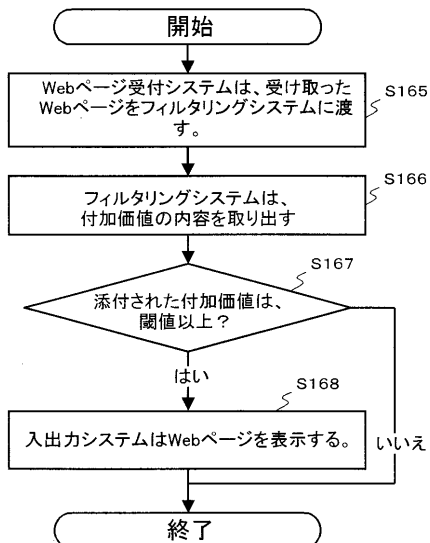 開始
Webページ受付システムは、受け取った
Webページをフィルタリングシステムに渡
す。
S165
フィルタリングシステムは、
付加価値の内容を取り出す
S166
添付された付加価値は、
閾値以上？
S167
はい
S168
入出力システムはWebページを表示する。
いいえ
終了